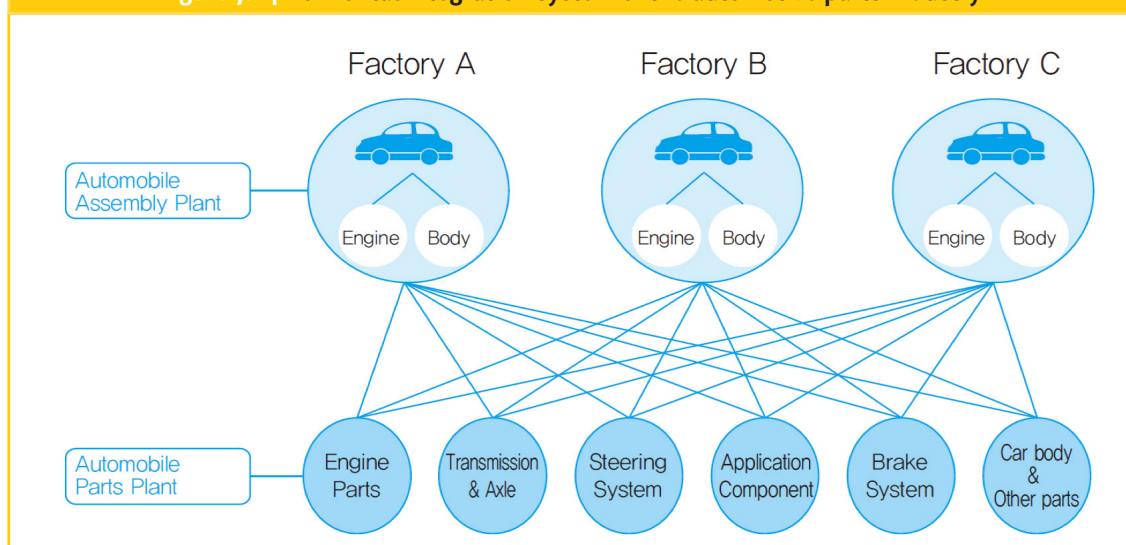 Factory A
Factory B
Factory C
Automobile
Assembly Plant
Engine
Body
Engine
Body
Engine
Body
Automobile
Parts Plant
Engine
Parts
Transmission
& Axle
Steering
System
Application
Component
Brake
System
Car body
&
Other parts